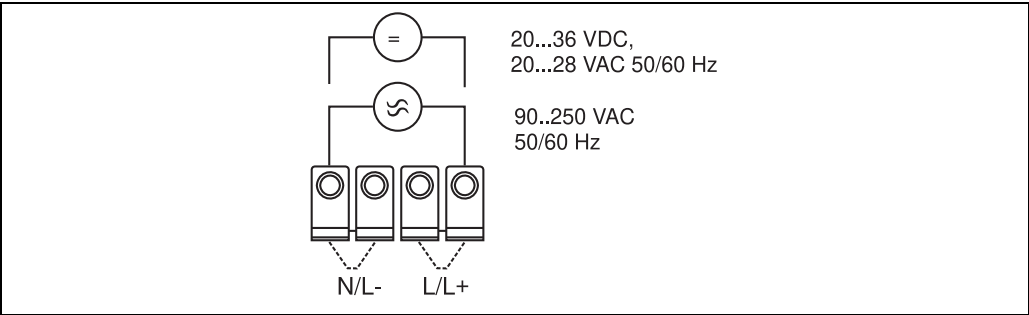 =
20...36 VDC,
20...28 VAC 50/60 Hz
90..250 VAC
50/60 Hz
N/L- L/L+